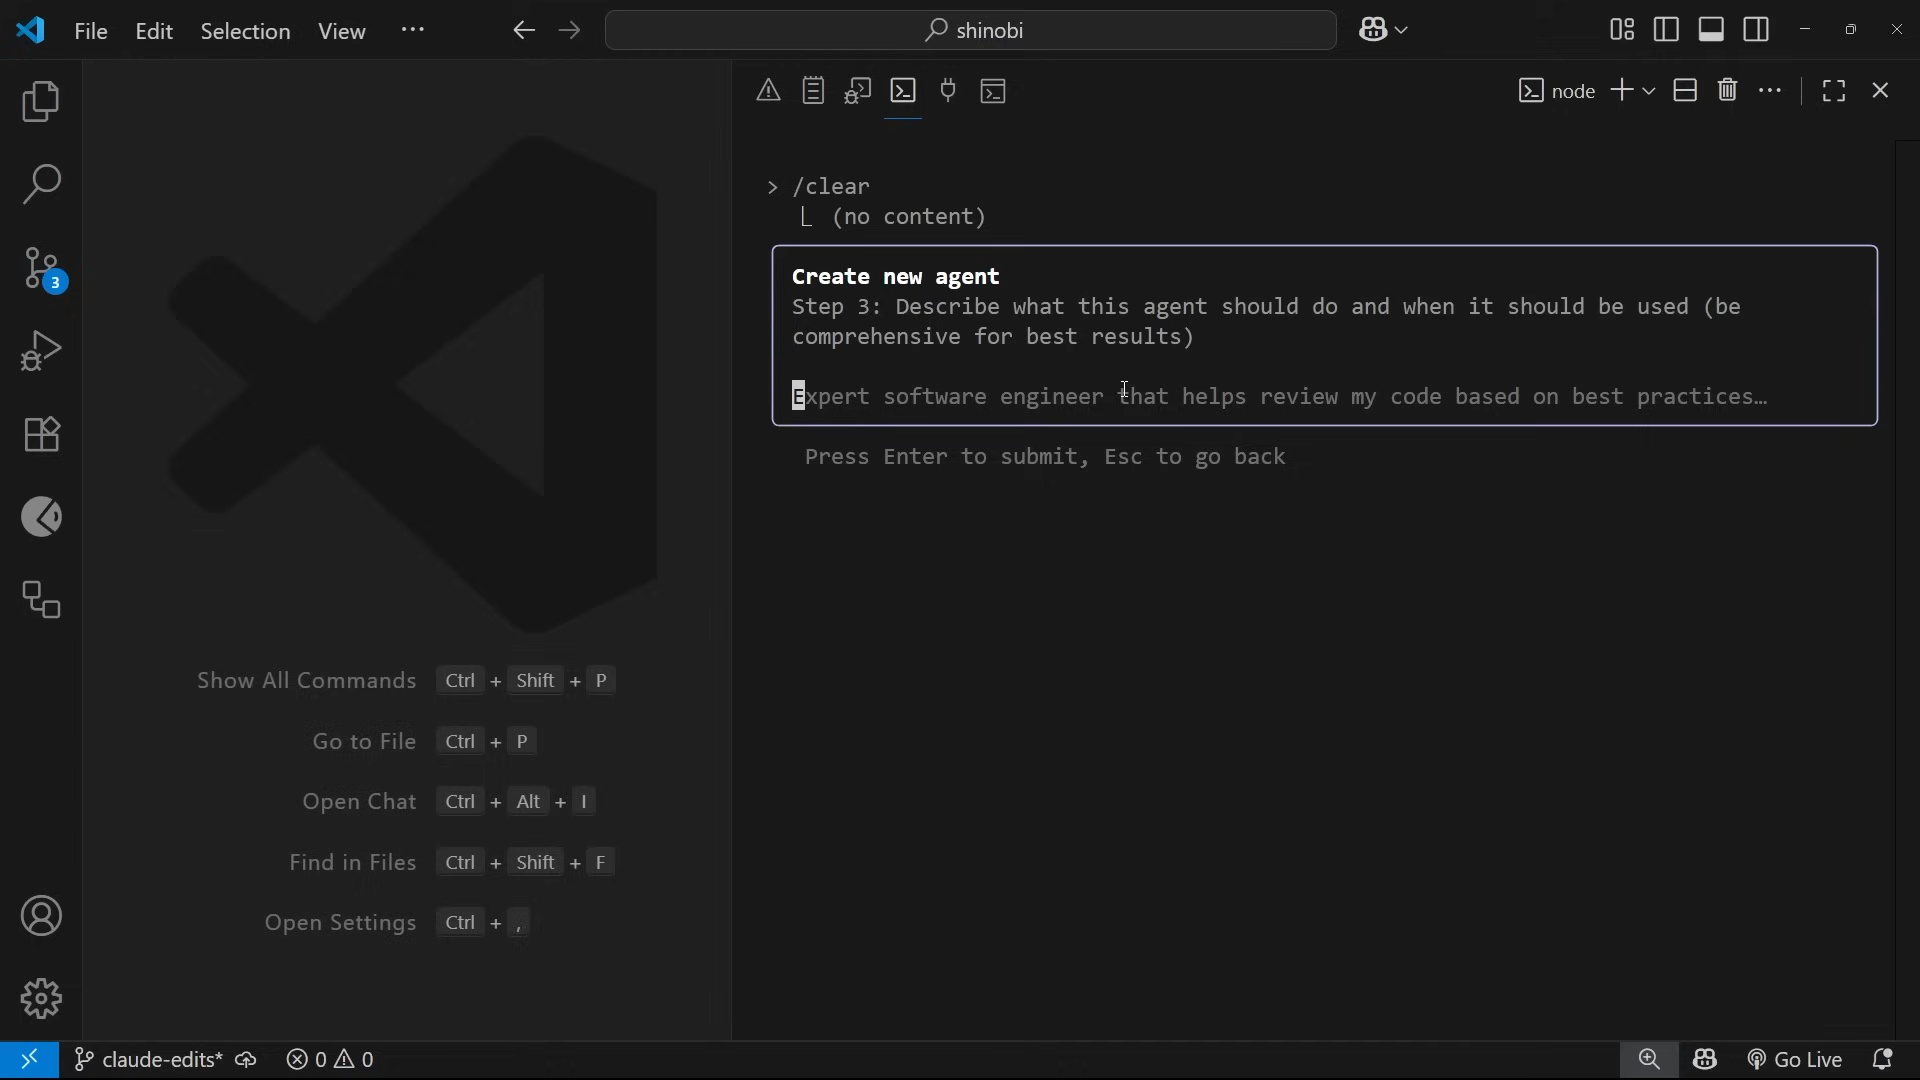 File Edit Selection View ···
shinobi
node
3
> /clear
⎿ (no content)
Create new agent
Step 3: Describe what this agent should do and when it should be used (be
comprehensive for best results)
Expert software engineer that helps review my code based on best practices…
Press Enter to submit, Esc to go back
Show All Commands Ctrl + Shift + P
Go to File Ctrl + P
Open Chat Ctrl + Alt + I
Find in Files Ctrl + Shift + F
Open Settings Ctrl + ,
claude-edits* 0 0
Go Live